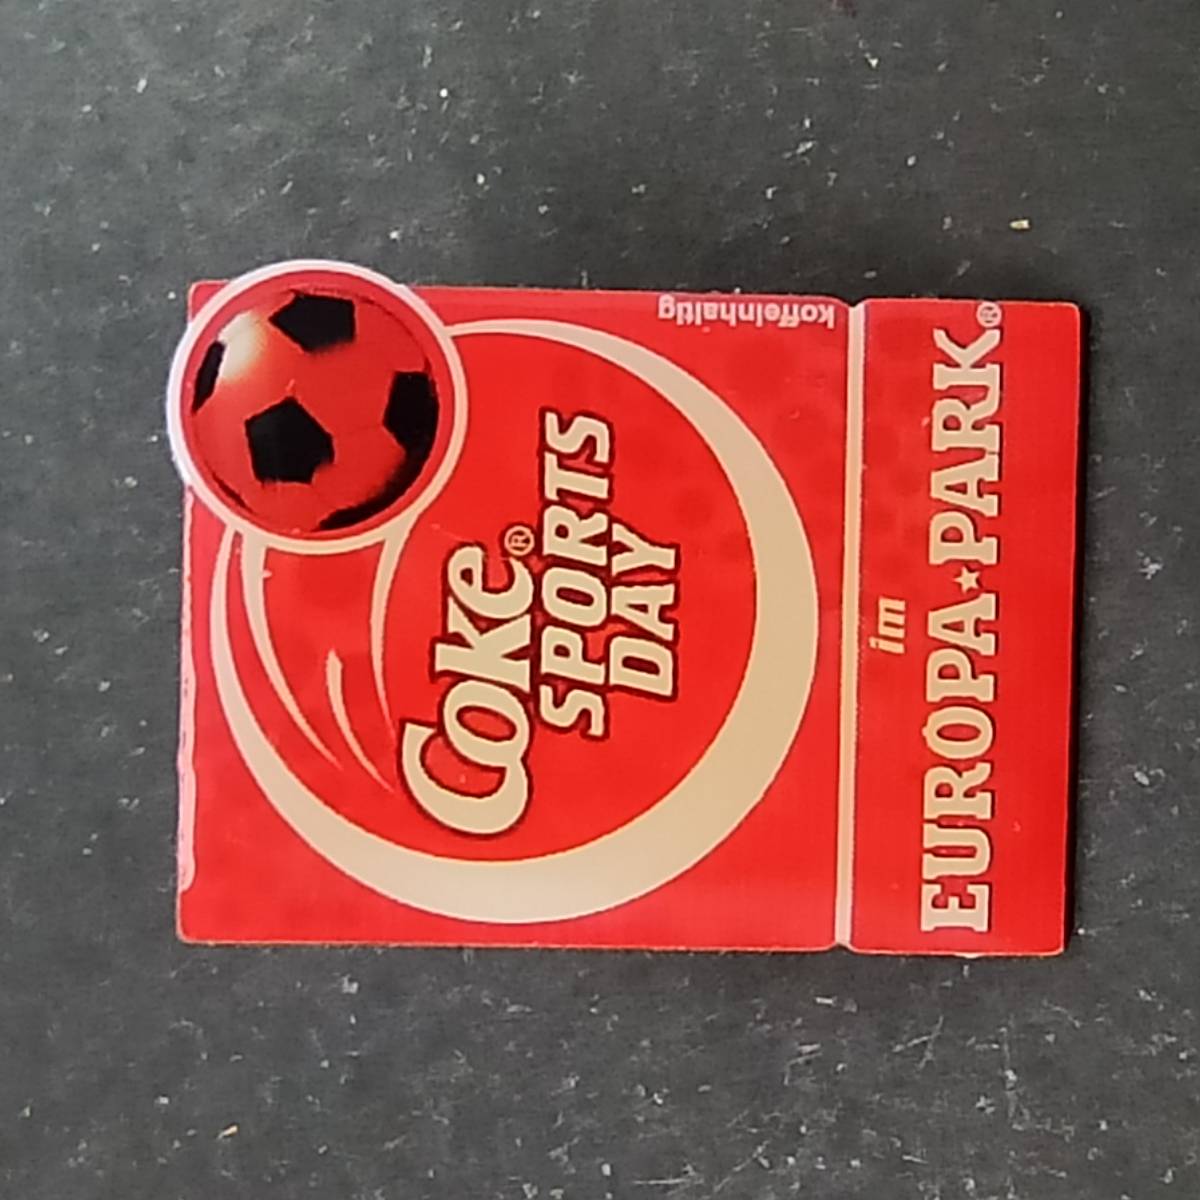 Coke®
SPORTS
DAY
koffeinhaltig
im
EUROPA★PARK®